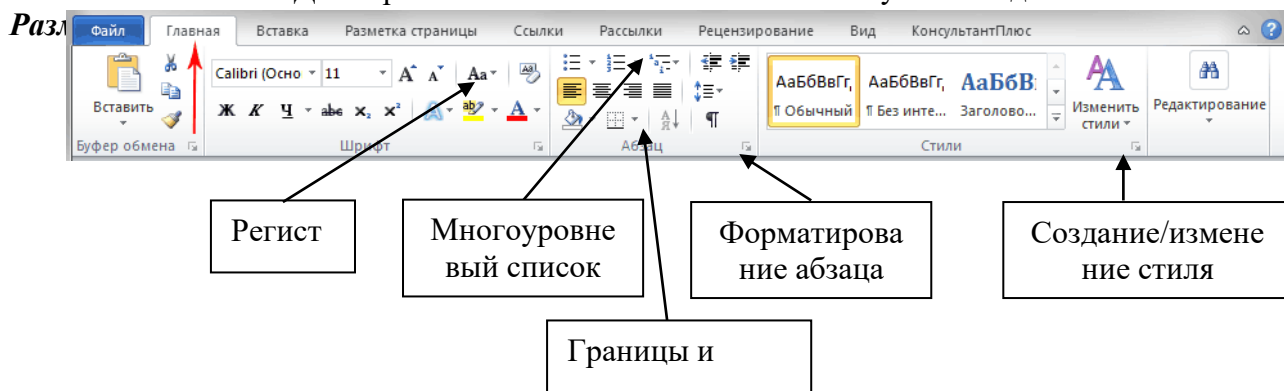 Разм
Файл Главная Вставка Разметка страницы Ссылки Рассылки Рецензирование Вид КонсультантПлюс
Calibri (Осно 11 Aa
Вставить Ж К Ч abc x₂ x² ab A
АаБбВвГг, АаБбВвГг, АаБбВ
¶ Обычный ¶ Без инте... Заголово...
Изменить стили Редактирование
Буфер обмена Шрифт Абзац Стили
Регист
Многоуровне
вый список
Форматирова
ние абзаца
Создание/измене
ние стиля
Границы и